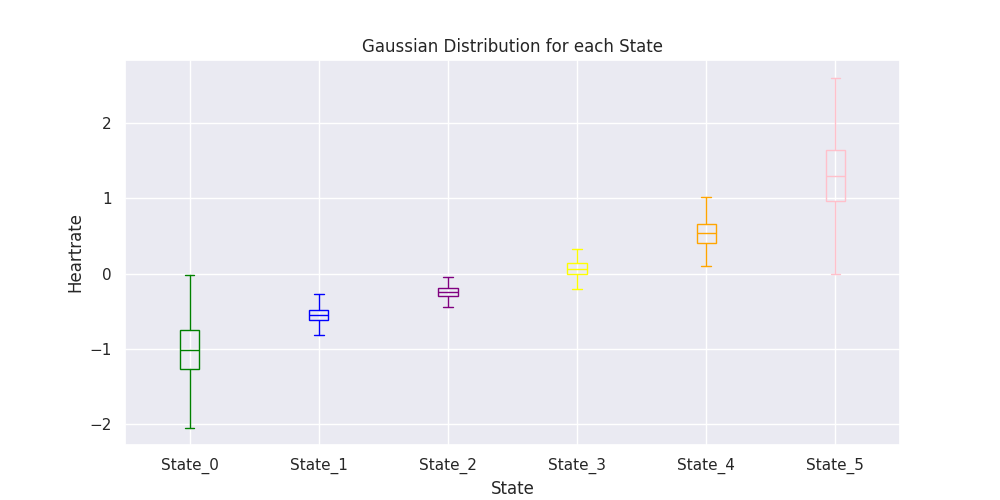 Gaussian Distribution for each State
Heartrate
2
1
0
−1
−2
State_0 State_1 State_2 State_3 State_4 State_5
State